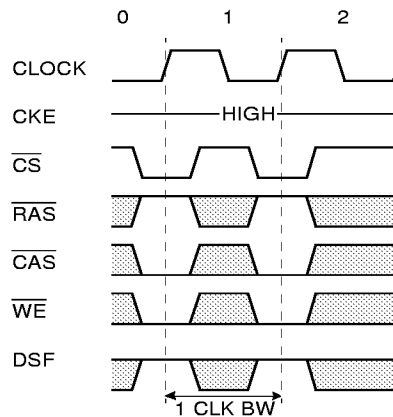 0 1 2
CLOCK
CKE HIGH
CS
RAS
CAS
WE
DSF
1 CLK BW